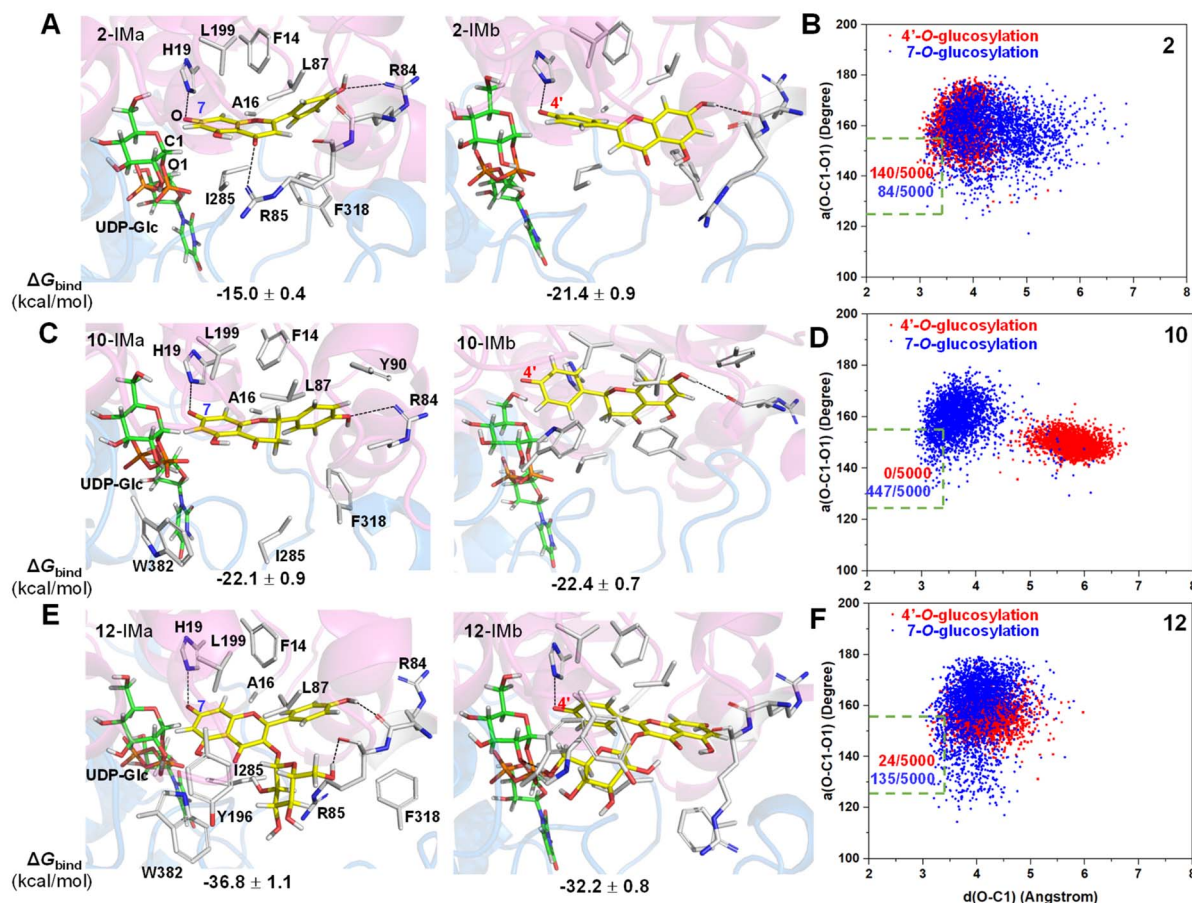 A
2-IMa
L199
F14
H19
L87
R84
O
7
A16
C1
O1
I285
R85
F318
UDP-Glc
2-IMb
4'
ΔGbind
(kcal/mol)
-15.0 ± 0.4
-21.4 ± 0.9
B
200
180
160
140
120
100
a(O-C1-O1) (Degree)
4'-O-glucosylation
7-O-glucosylation
2
140/5000
84/5000
2 3 4 5 6 7 8
C
10-IMa
L199
F14
H19
Y90
A16
L87
7
R84
UDP-Glc
F318
I285
W382
10-IMb
4'
ΔGbind
(kcal/mol)
-22.1 ± 0.9
-22.4 ± 0.7
D
200
180
160
140
120
100
a(O-C1-O1) (Degree)
4'-O-glucosylation
7-O-glucosylation
10
0/5000
447/5000
2 3 4 5 6 7 8
E
H19
12-IMa
L199
F14
R84
A16
L87
7
UDP-Glc
I285
R85
Y196
F318
W382
12-IMb
4'
ΔGbind
(kcal/mol)
-36.8 ± 1.1
-32.2 ± 0.8
F
200
180
160
140
120
100
a(O-C1-O1) (Degree)
4'-O-glucosylation
7-O-glucosylation
12
24/5000
135/5000
2 3 4 5 6 7 8
d(O-C1) (Angstrom)